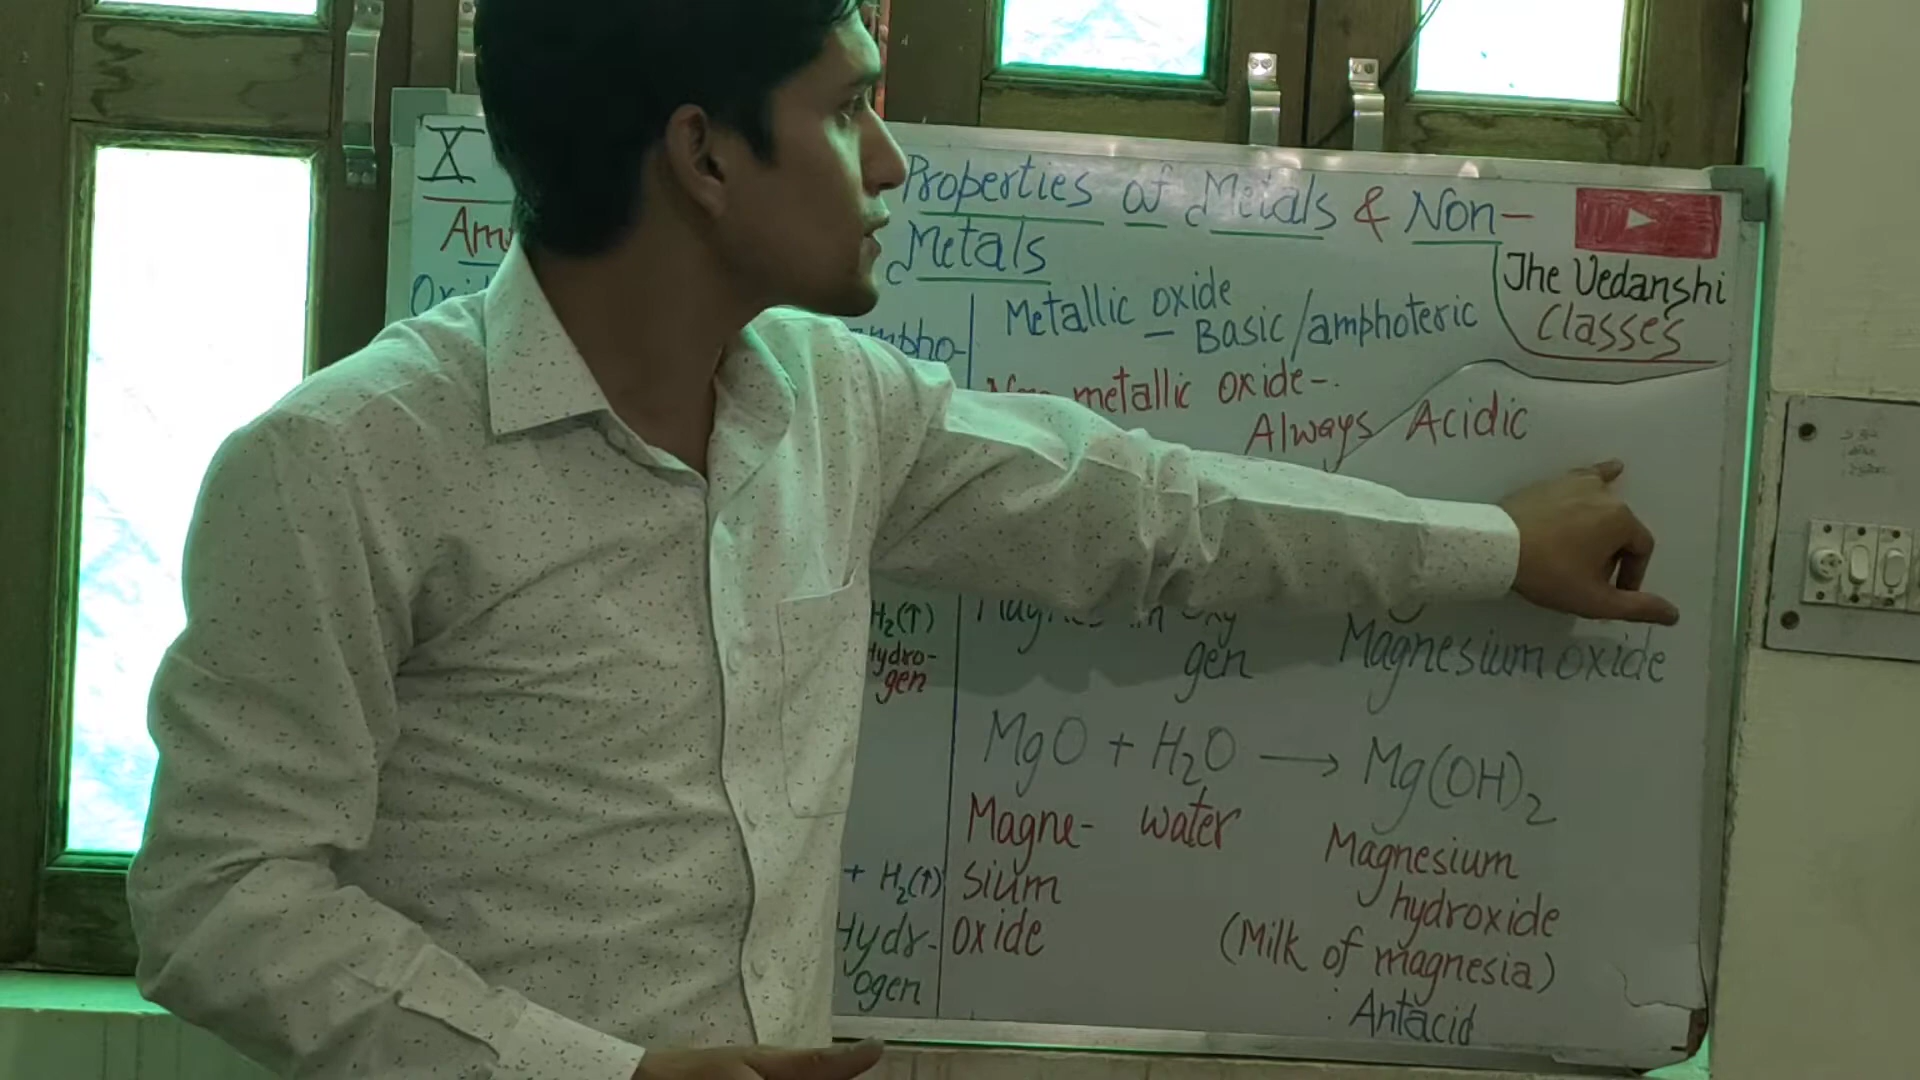 X
Properties of Metals & Non-
Metals
The Vedanshi
Classes
Metallic oxide
- Basic/amphoteric
metallic oxide-
Always Acidic
H₂(↑)
Hydro-
gen
gen
Magnesium oxide
MgO + H₂O → Mg(OH)₂
Magne- water Magnesium
sium hydroxide
oxide (Milk of magnesia)
Antacid
+ H₂(↑)
Hydr-
ogen